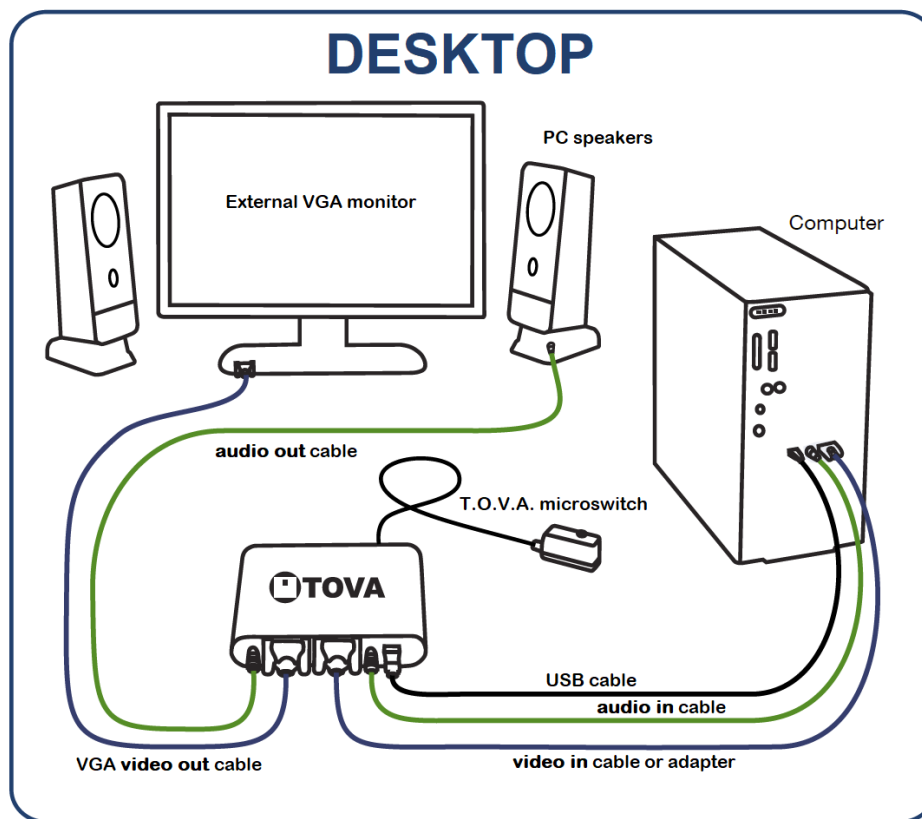 DESKTOP
PC speakers
External VGA monitor
Computer
audio out cable
T.O.V.A. microswitch
TOVA
USB cable
audio in cable
VGA video out cable
video in cable or adapter